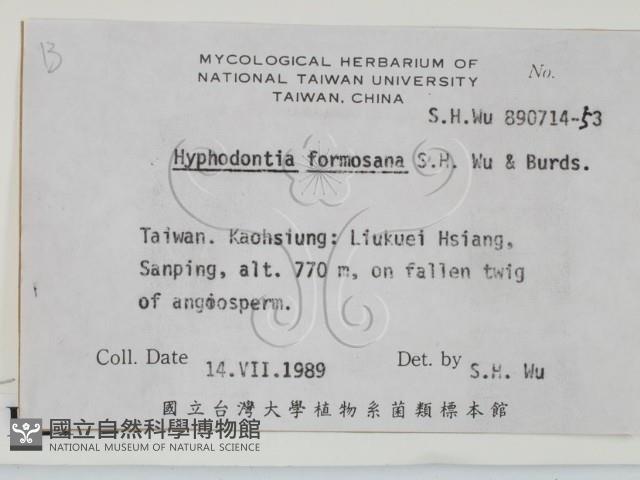 B
MYCOLOGICAL HERBARIUM OF
NATIONAL TAIWAN UNIVERSITY
TAIWAN, CHINA
No.
S.H.Wu 890714-53
Hyphodontia formosana S.H. Wu & Burds.
Taiwan. Kaohsiung: Liukuei Hsiang,
Sanping, alt. 770 m, on fallen twig
of angiosperm.
Coll. Date 14.VII.1989 Det. by S.H. Wu
國立台灣大學植物系菌類標本館
國立自然科學博物館
NATIONAL MUSEUM OF NATURAL SCIENCE